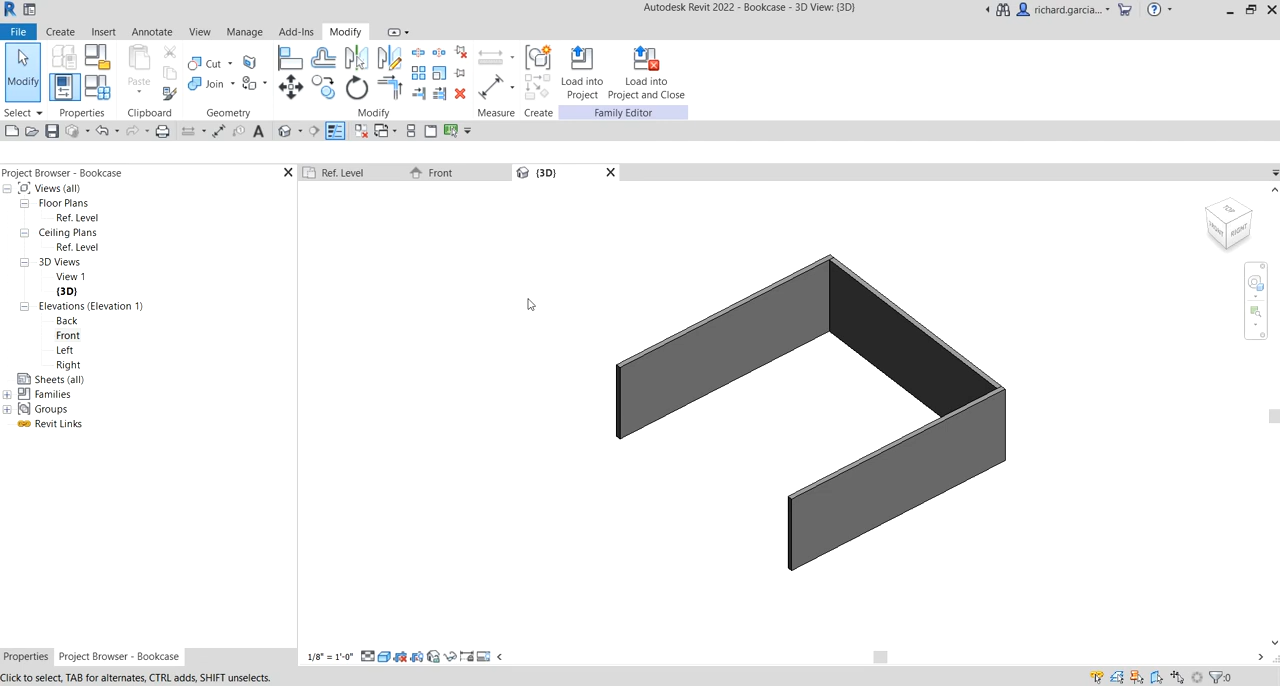 Autodesk Revit 2022 - Bookcase - 3D View: {3D}
richard.garcia...
File Create Insert Annotate View Manage Add-Ins Modify
Modify
Paste
Cut
Join
Load into Project
Load into Project and Close
Select Properties Clipboard Geometry Modify Measure Create Family Editor
Project Browser - Bookcase
Ref. Level
Front
{3D}
Views (all)
Floor Plans
Ref. Level
Ceiling Plans
Ref. Level
3D Views
View 1
{3D}
Elevations (Elevation 1)
Back
Front
Left
Right
Sheets (all)
Families
Groups
Revit Links
TOP
FRONT
RIGHT
Properties
Project Browser - Bookcase
1/8" = 1'-0"
Click to select, TAB for alternates, CTRL adds, SHIFT unselects.
:0